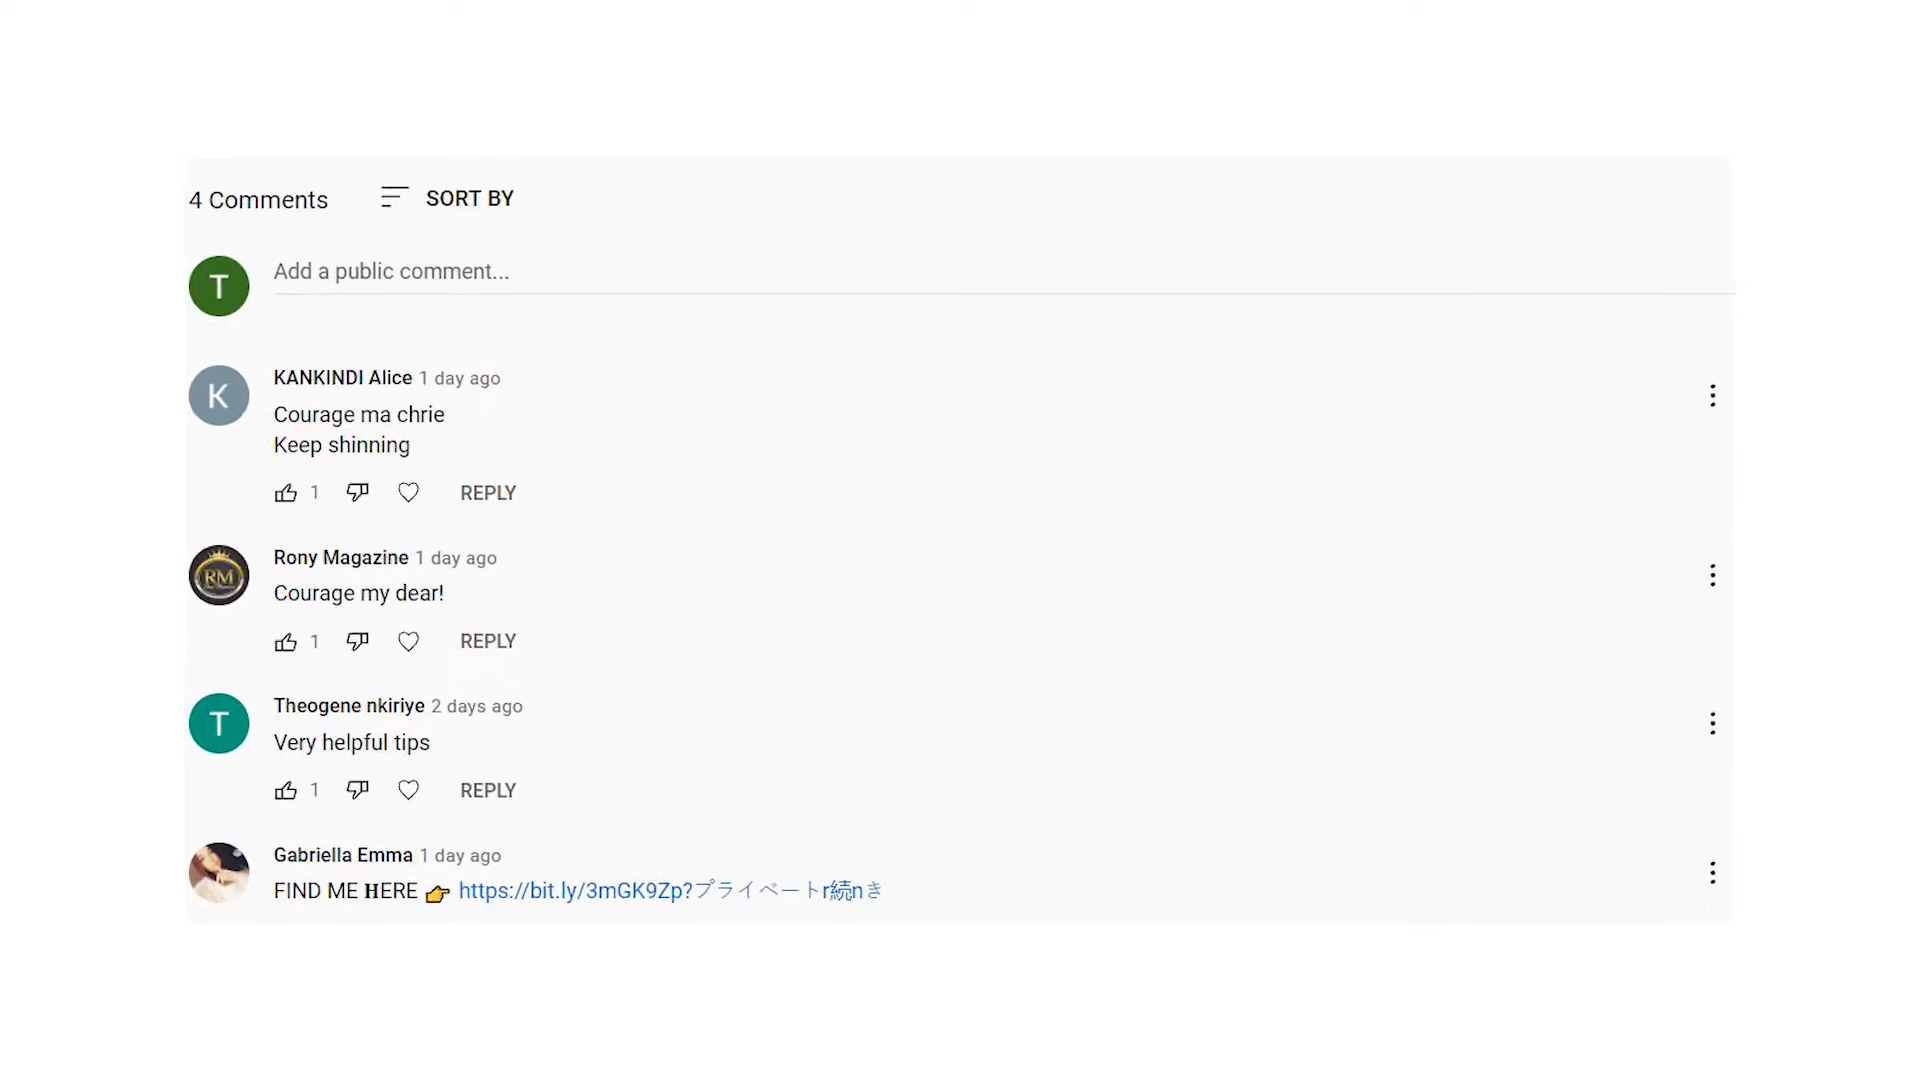 4 Comments
SORT BY
T
Add a public comment...
K
KANKINDI Alice 1 day ago
Courage ma chrie
Keep shinning
1
REPLY
RM
Rony Magazine 1 day ago
Courage my dear!
1
REPLY
T
Theogene nkiriye 2 days ago
Very helpful tips
1
REPLY
Gabriella Emma 1 day ago
FIND ME 𝐇ERE 👉 https://bit.ly/3mGK9Zp?プライベートr続nき